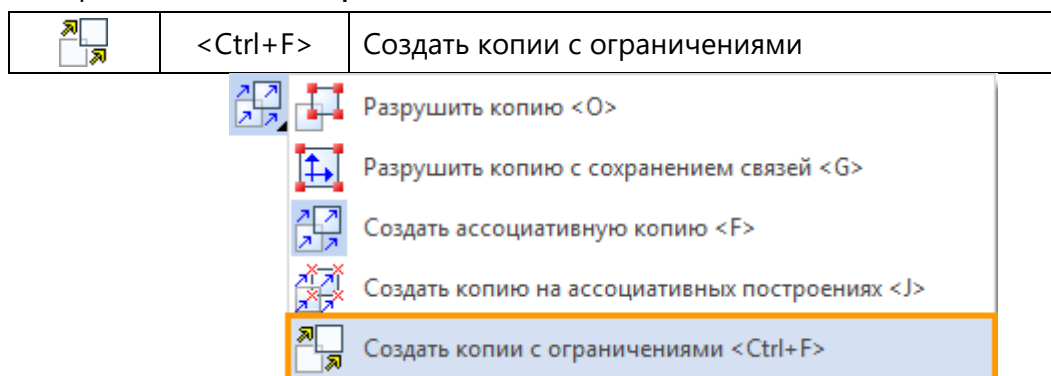 <Ctrl+F> Создать копии с ограничениями
Разрушить копию <O>
Разрушить копию с сохранением связей <G>
Создать ассоциативную копию <F>
Создать копию на ассоциативных построениях <J>
Создать копии с ограничениями <Ctrl+F>